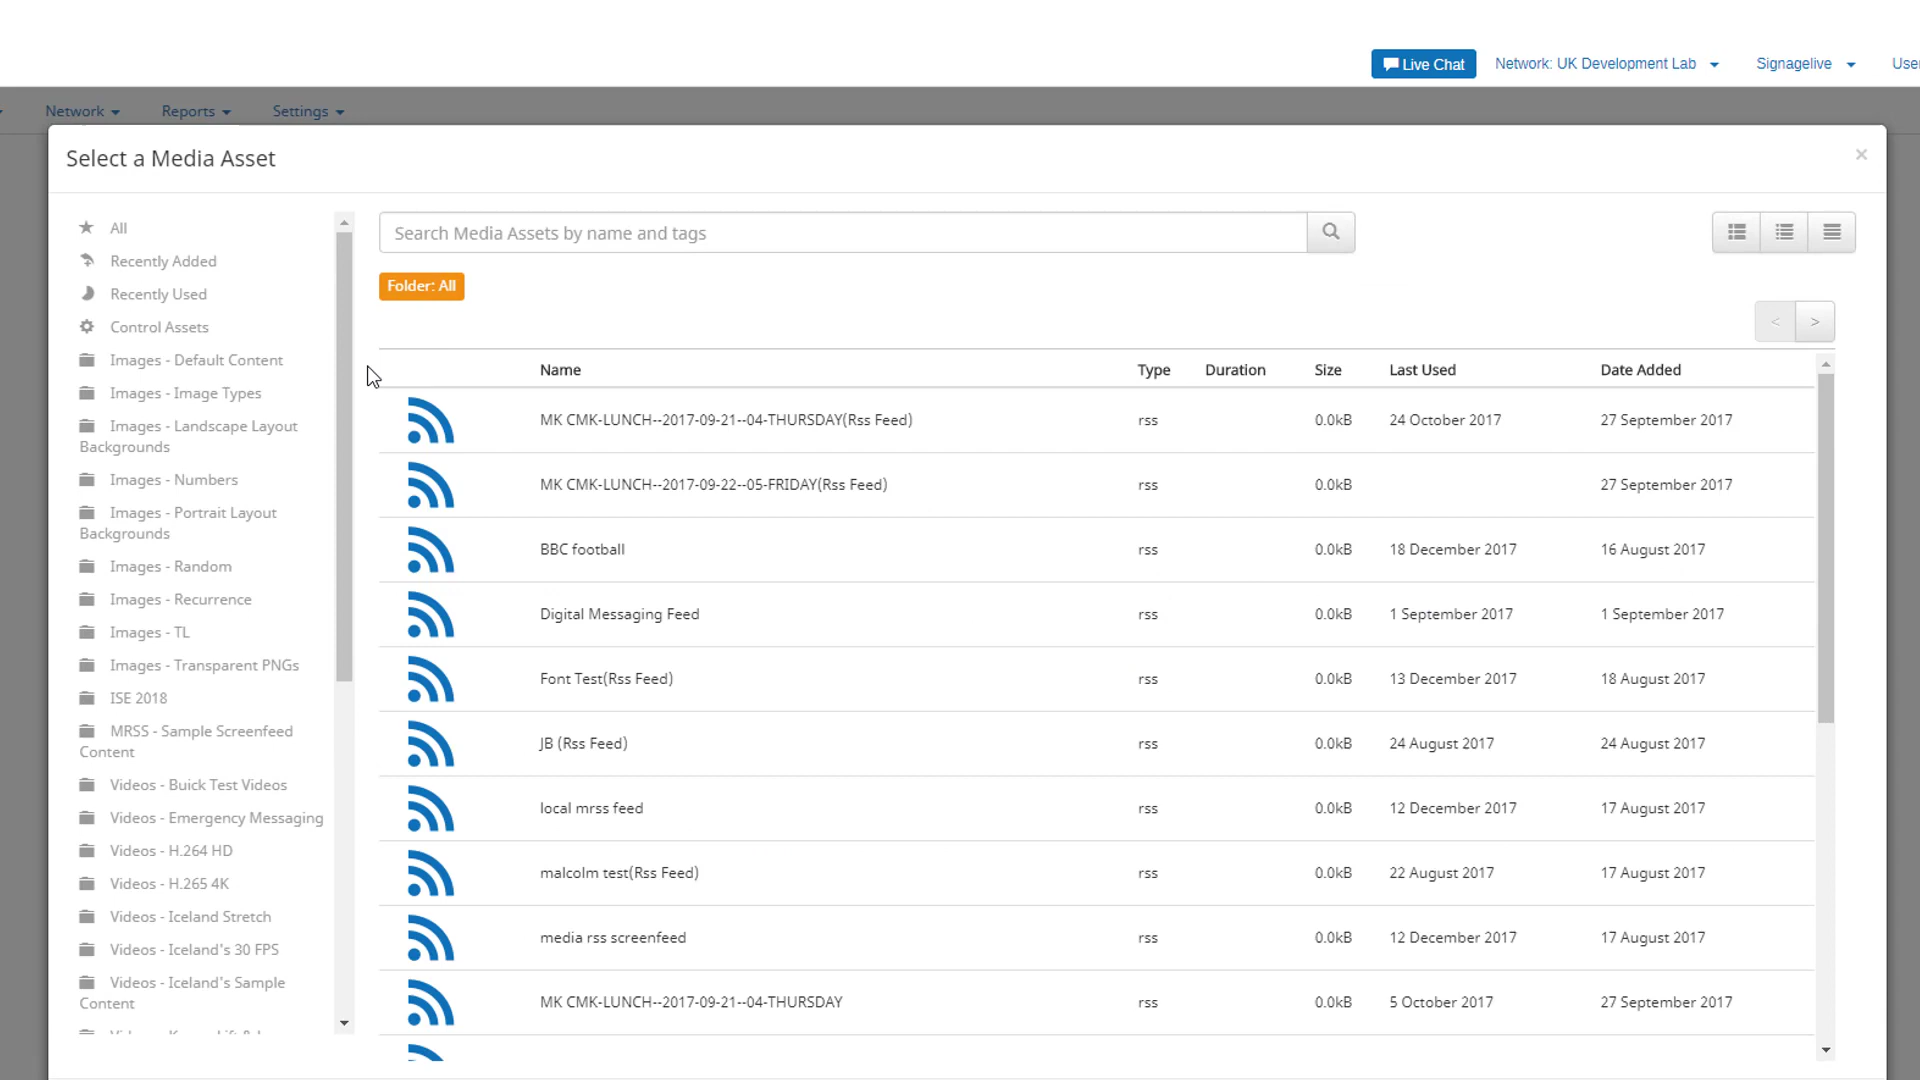 Live Chat
Network: UK Development Lab
Signagelive
User
Network
Reports
Settings
Select a Media Asset
×
All
Recently Added
Recently Used
Control Assets
Images - Default Content
Images - Image Types
Images - Landscape Layout
Backgrounds
Images - Numbers
Images - Portrait Layout
Backgrounds
Images - Random
Images - Recurrence
Images - TL
Images - Transparent PNGs
ISE 2018
MRSS - Sample Screenfeed
Content
Videos - Buick Test Videos
Videos - Emergency Messaging
Videos - H.264 HD
Videos - H.265 4K
Videos - Iceland Stretch
Videos - Iceland's 30 FPS
Videos - Iceland's Sample
Content
Search Media Assets by name and tags
Folder: All
< >
Name Type Duration Size Last Used Date Added
MK CMK-LUNCH--2017-09-21--04-THURSDAY(Rss Feed) rss 0.0kB 24 October 2017 27 September 2017
MK CMK-LUNCH--2017-09-22--05-FRIDAY(Rss Feed) rss 0.0kB 27 September 2017
BBC football rss 0.0kB 18 December 2017 16 August 2017
Digital Messaging Feed rss 0.0kB 1 September 2017 1 September 2017
Font Test(Rss Feed) rss 0.0kB 13 December 2017 18 August 2017
JB (Rss Feed) rss 0.0kB 24 August 2017 24 August 2017
local mrss feed rss 0.0kB 12 December 2017 17 August 2017
malcolm test(Rss Feed) rss 0.0kB 22 August 2017 17 August 2017
media rss screenfeed rss 0.0kB 12 December 2017 17 August 2017
MK CMK-LUNCH--2017-09-21--04-THURSDAY rss 0.0kB 5 October 2017 27 September 2017